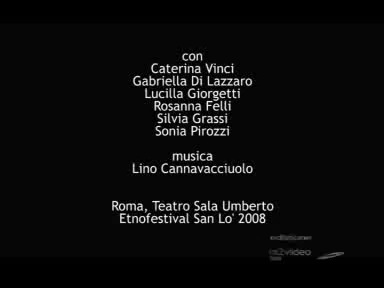 con
Caterina Vinci
Gabriella Di Lazzaro
Lucilla Giorgetti
Rosanna Felli
Silvia Grassi
Sonia Pirozzi
musica
Lino Cannavacciuolo
Roma, Teatro Sala Umberto
Etnofestival San Lo' 2008